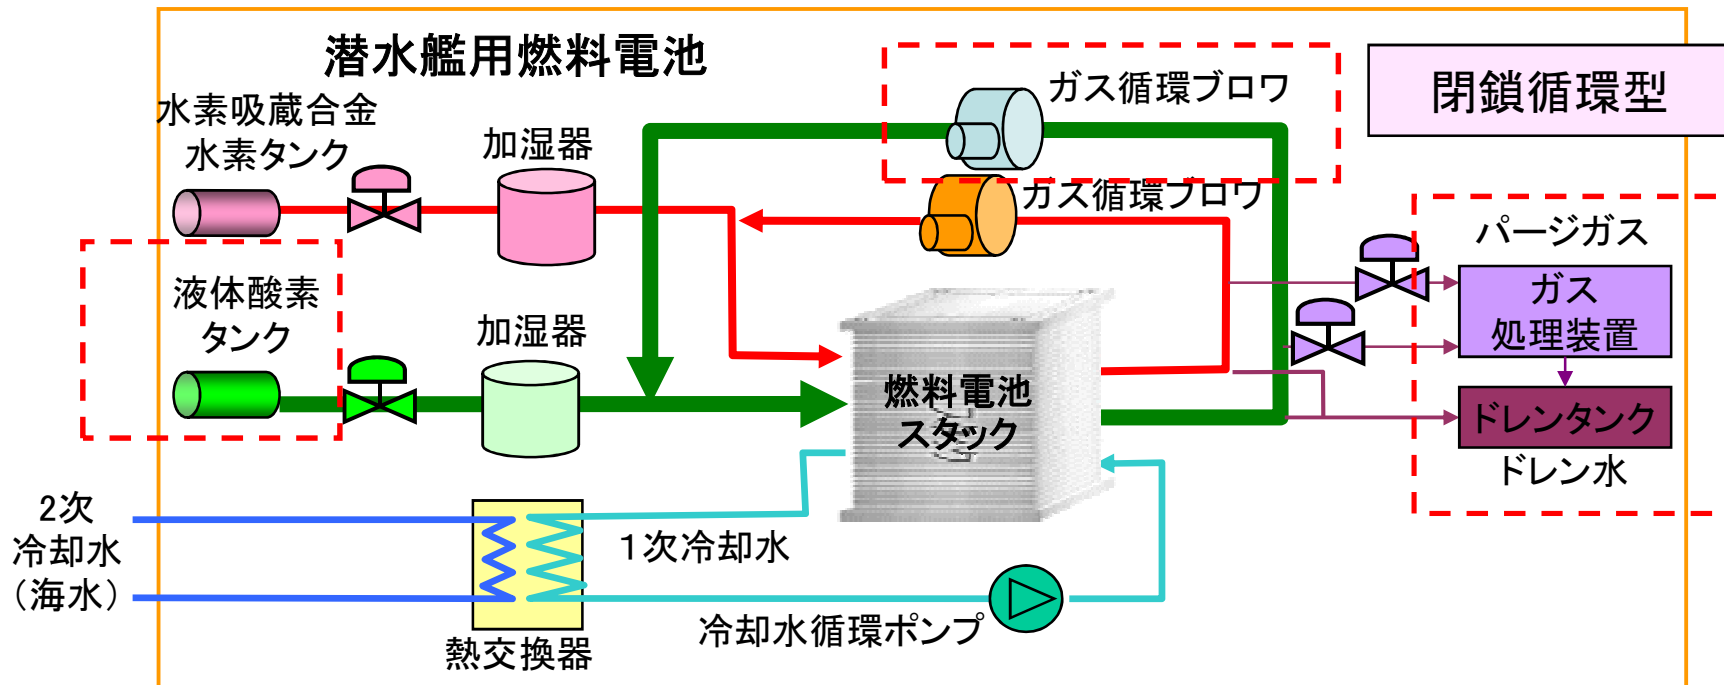 潜水艦用燃料電池
閉鎖循環型
ガス循環ブロワ
水素吸蔵合金
水素タンク
加湿器
ガス循環ブロワ
パージガス
液体酸素
タンク
加湿器
ガス
処理装置
燃料電池
スタック
ドレンタンク
ドレン水
2次
冷却水
（海水）
1次冷却水
冷却水循環ポンプ
熱交換器